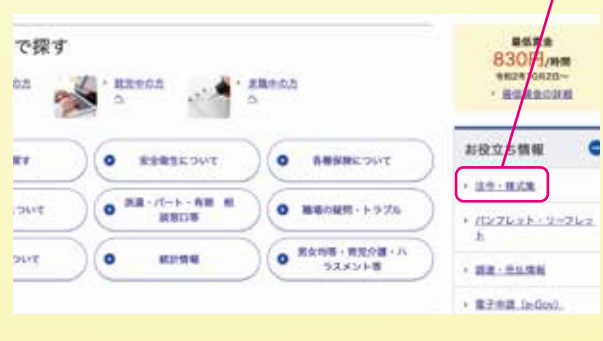 で探す
の方
就労中の方へ
求職中の方へ
最低賃金
830円/時間
令和2年10月2日～
最低賃金の詳細
探す
安全衛生について
各種保険について
お役立ち情報
法令・様式集
ついて
派遣・パート・有期 相
談窓口等
職場の疑問・トラブル
パンフレット・リーフレッ
ト
ついて
統計情報
男女均等・育児介護・ハ
ラスメント等
調達・売払情報
電子申請（e-Gov）